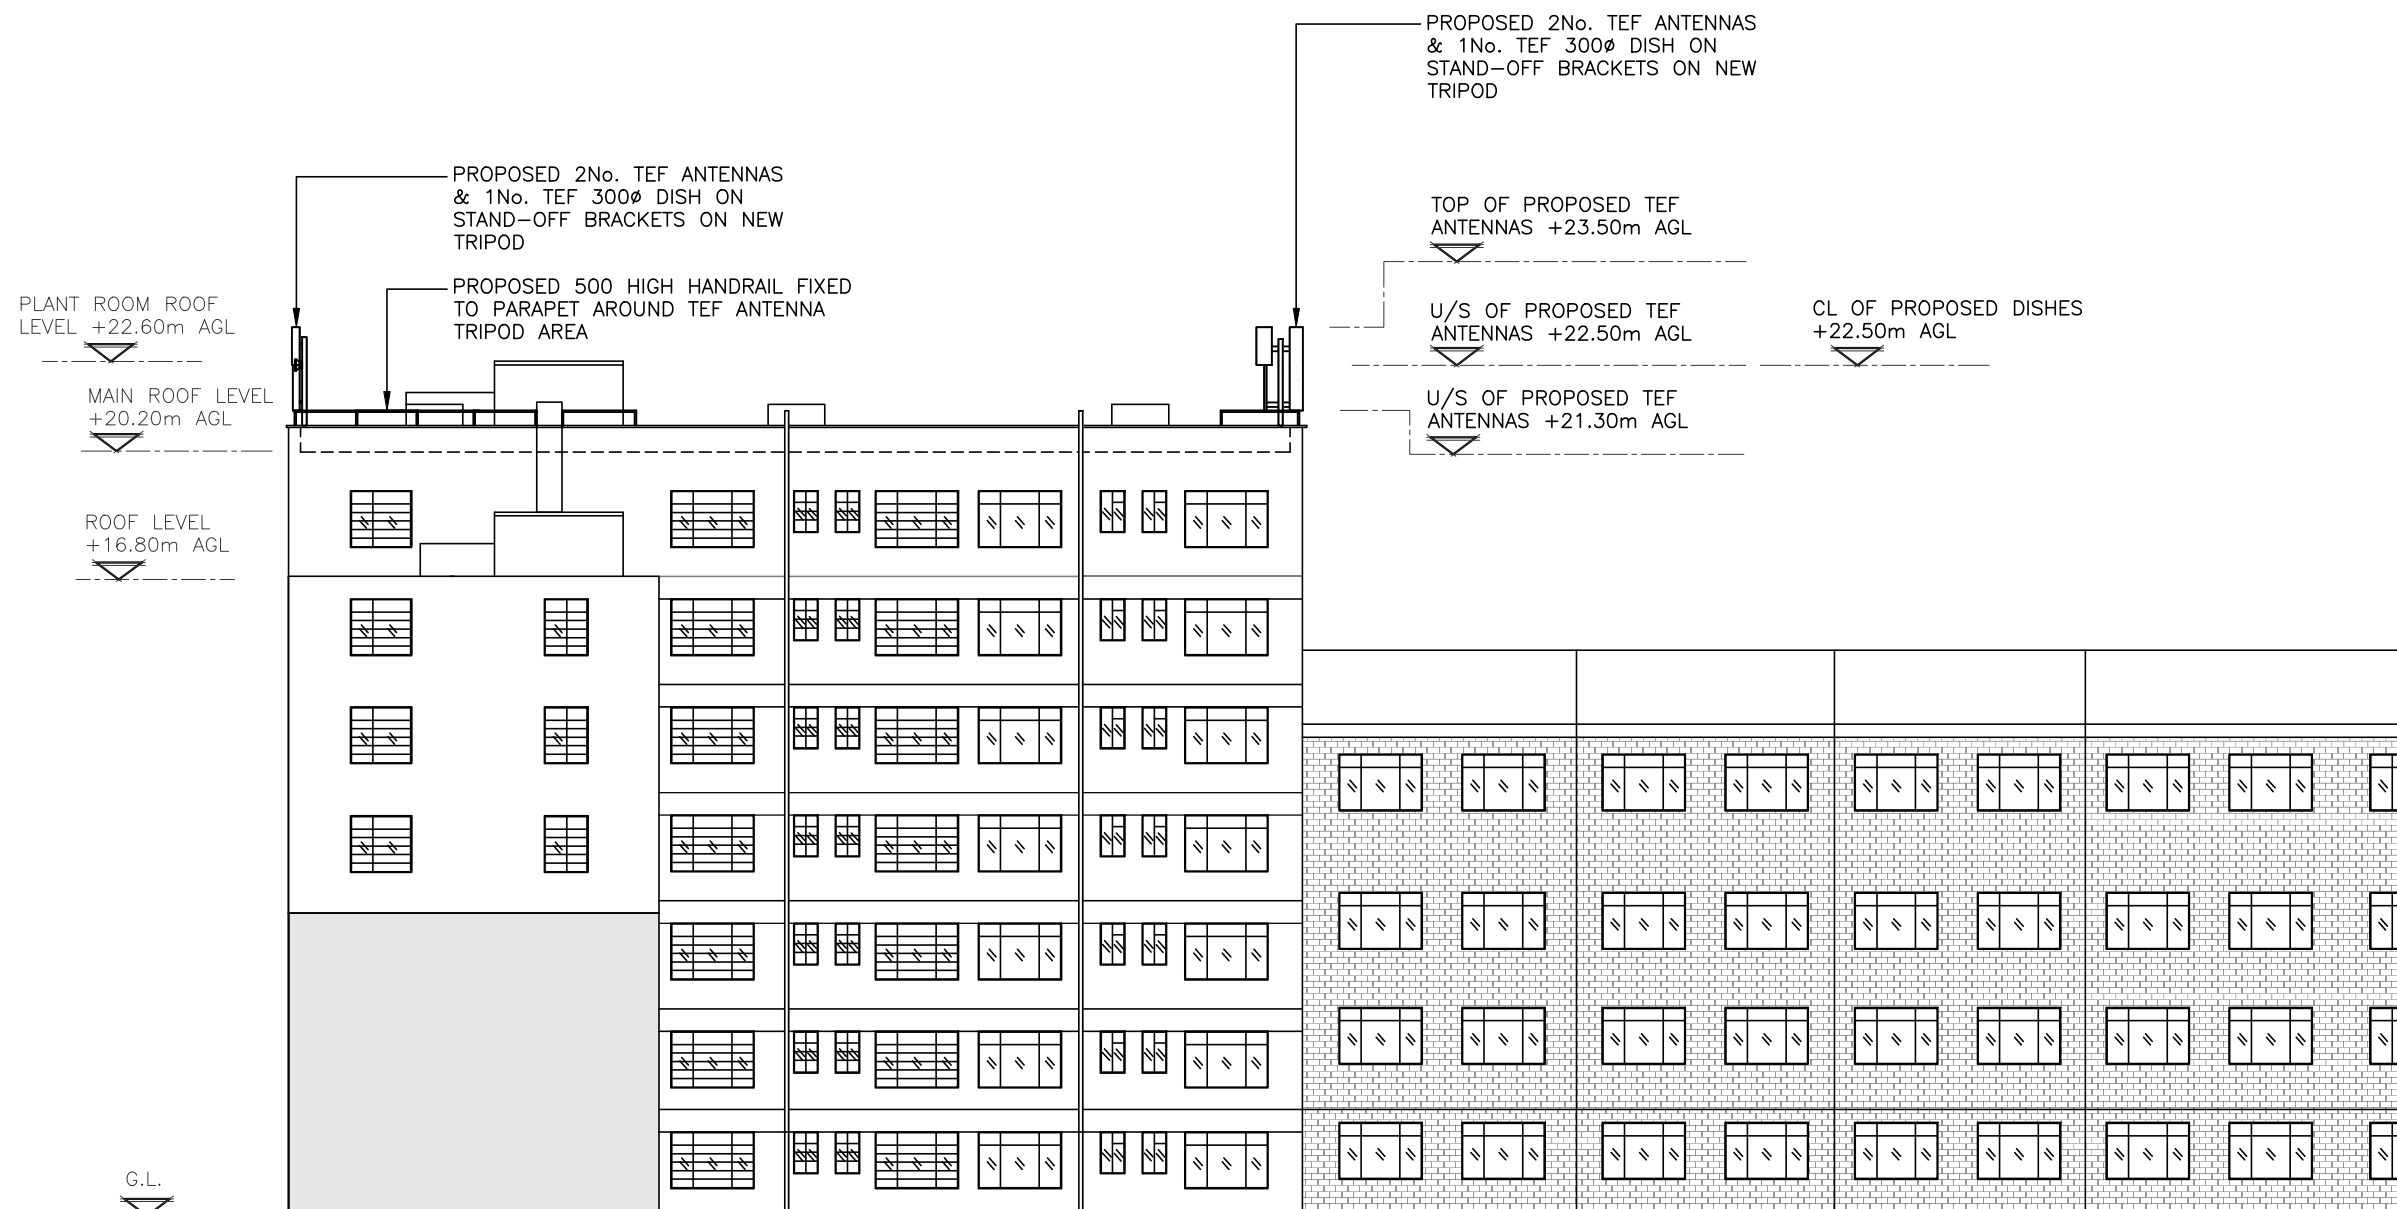 PROPOSED 2No. TEF ANTENNAS
& 1No. TEF 300ø DISH ON
STAND-OFF BRACKETS ON NEW
TRIPOD
PROPOSED 2No. TEF ANTENNAS
& 1No. TEF 300ø DISH ON
STAND-OFF BRACKETS ON NEW
TRIPOD
PROPOSED 500 HIGH HANDRAIL FIXED
TO PARAPET AROUND TEF ANTENNA
TRIPOD AREA
TOP OF PROPOSED TEF
ANTENNAS +23.50m AGL
U/S OF PROPOSED TEF
ANTENNAS +22.50m AGL
CL OF PROPOSED DISHES
+22.50m AGL
U/S OF PROPOSED TEF
ANTENNAS +21.30m AGL
PLANT ROOM ROOF
LEVEL +22.60m AGL
MAIN ROOF LEVEL
+20.20m AGL
ROOF LEVEL
+16.80m AGL
G.L.